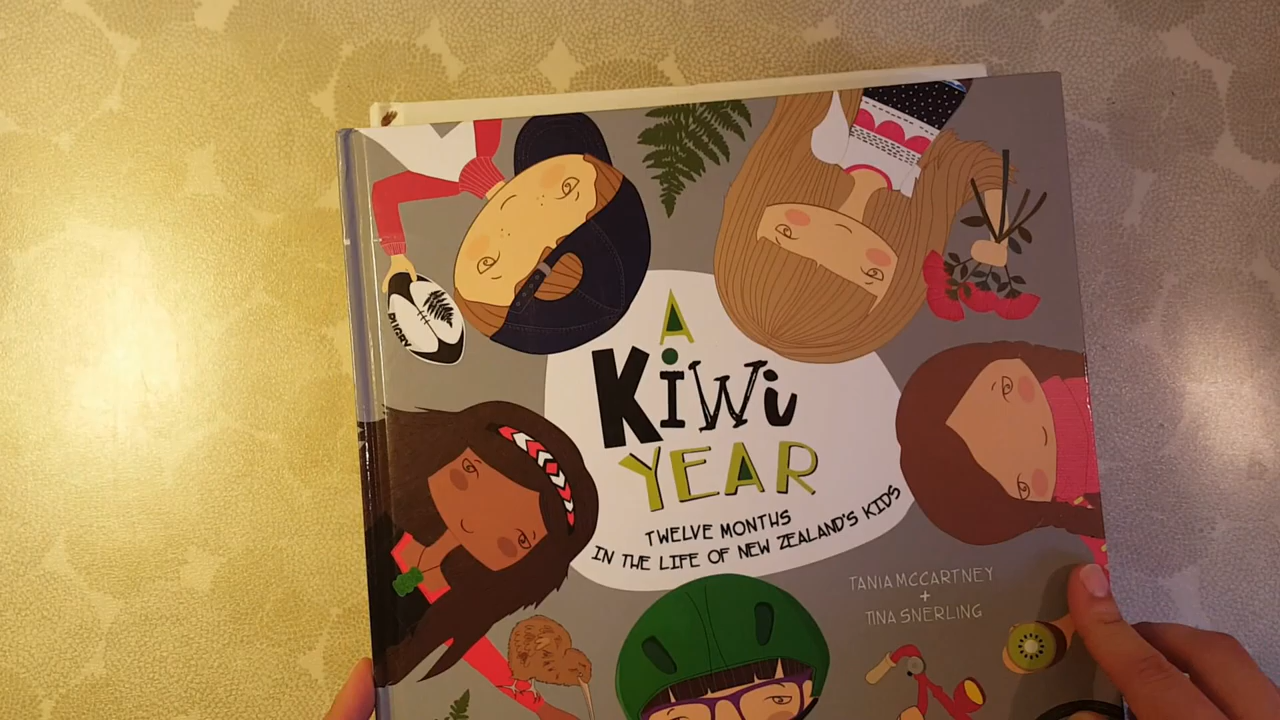 RUGBY
A
KiWi
YEAR
TWELVE MONTHS
IN THE LIFE OF NEW ZEALAND'S KIDS
TANIA MCCARTNEY
+
TINA SNERLING